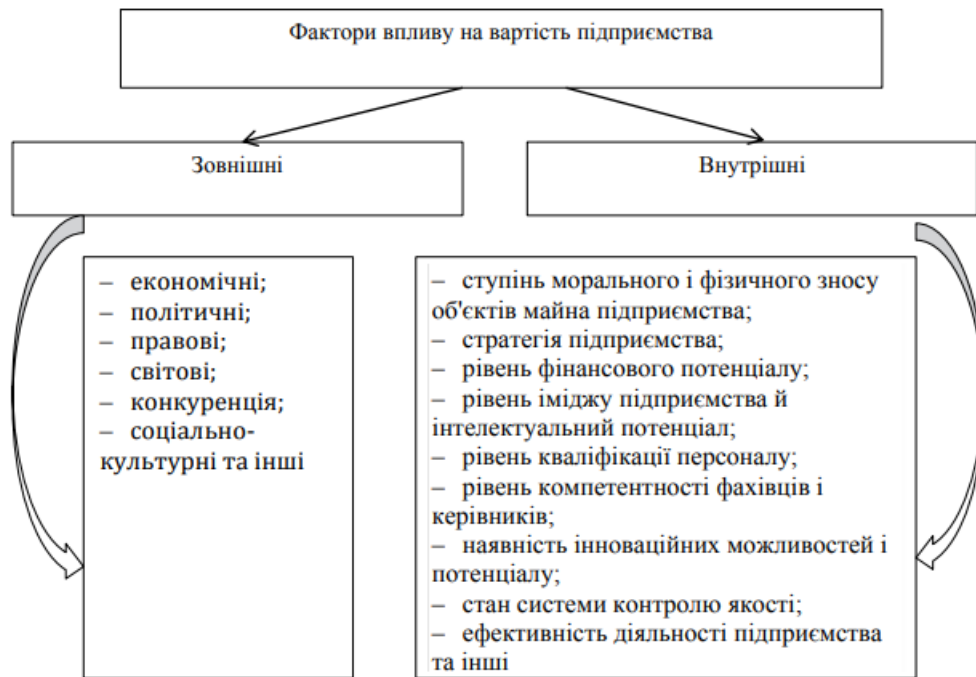 Фактори впливу на вартість підприємства
Зовнішні
Внутрішні
– економічні;
– політичні;
– правові;
– світові;
– конкуренція;
– соціально-
культурні та інші
– ступінь морального і фізичного зносу
об'єктів майна підприємства;
– стратегія підприємства;
– рівень фінансового потенціалу;
– рівень іміджу підприємства й
інтелектуальний потенціал;
– рівень кваліфікації персоналу;
– рівень компетентності фахівців і
керівників;
– наявність інноваційних можливостей і
потенціалу;
– стан системи контролю якості;
– ефективність діяльності підприємства
та інші